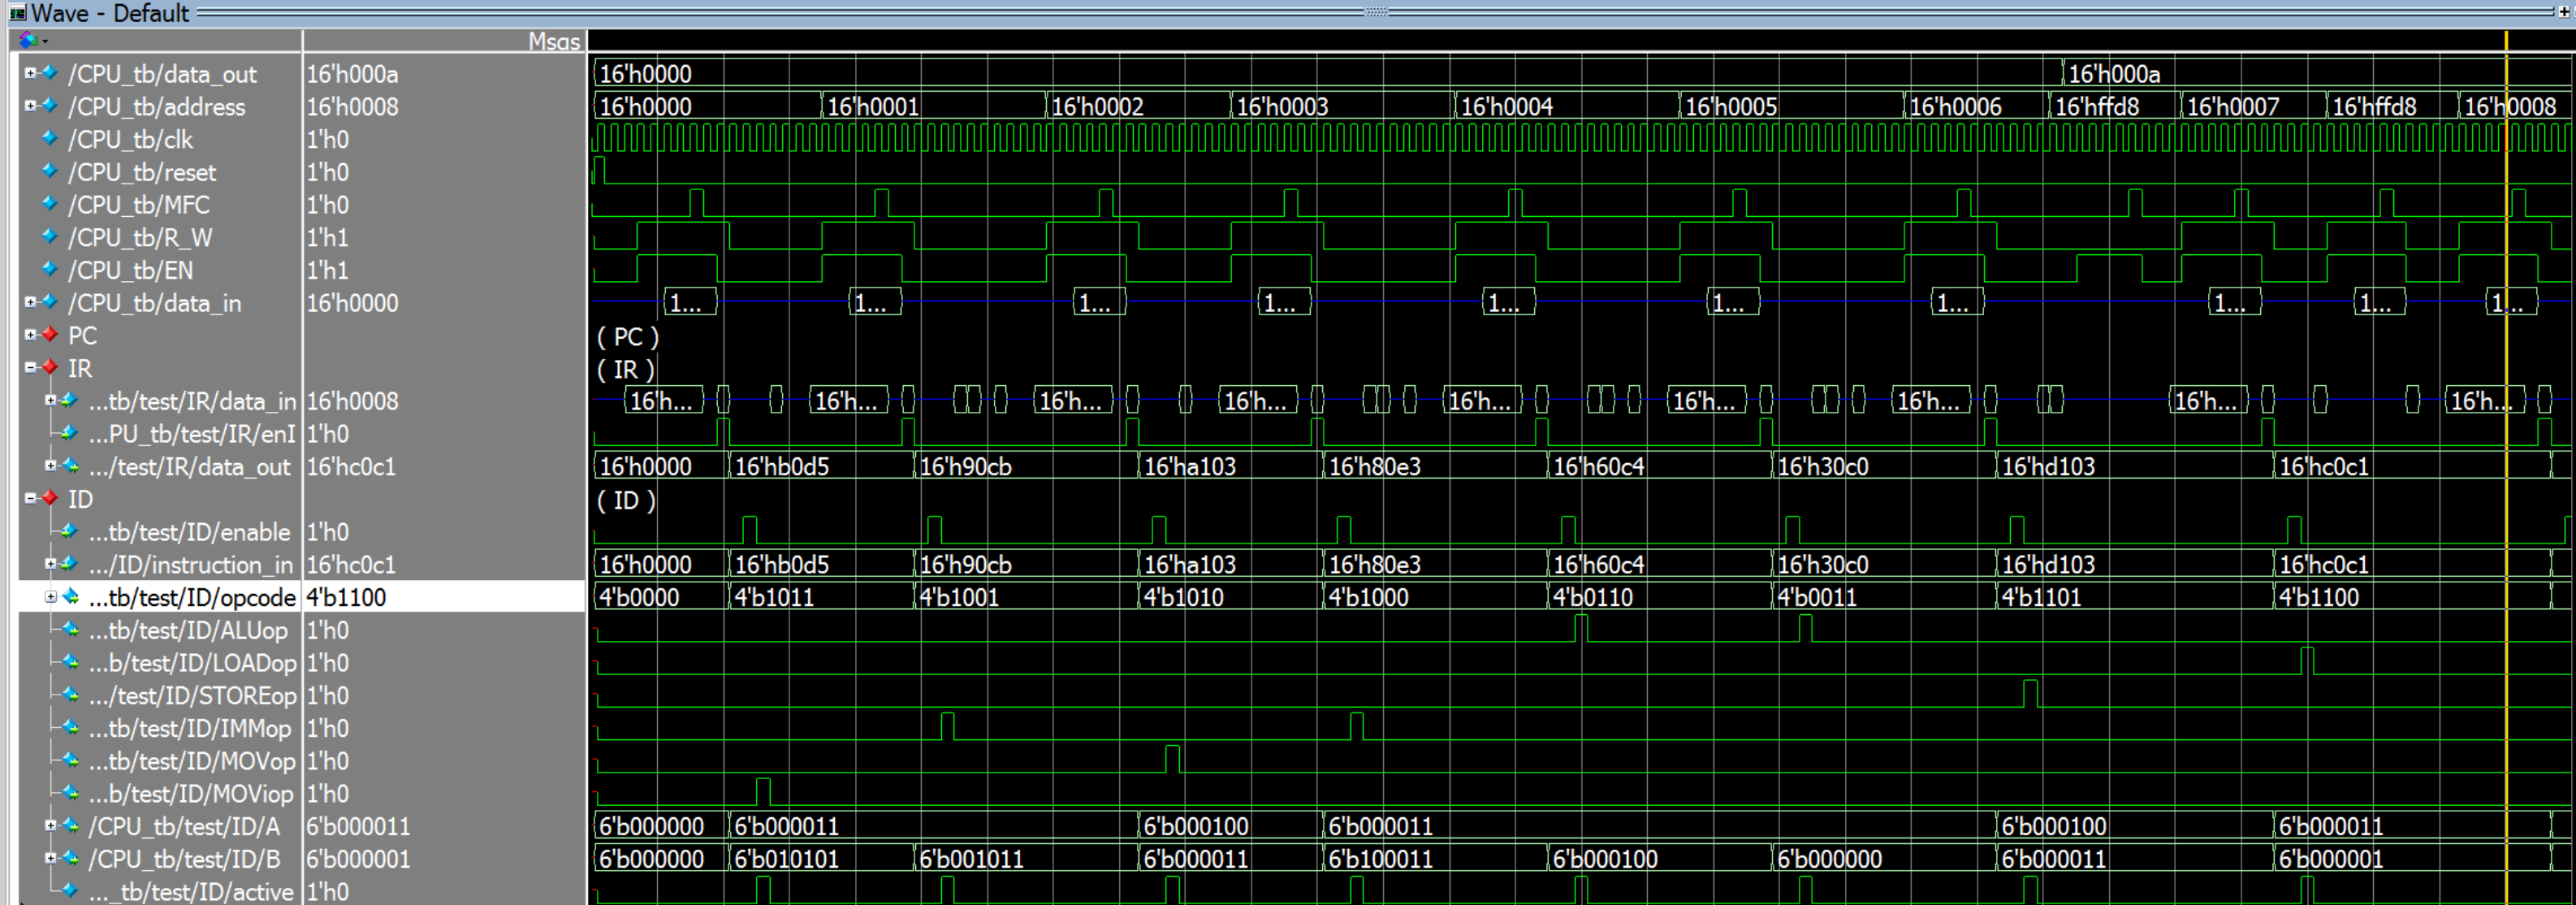 Wave - Default
Msgs
/CPU_tb/data_out 16'h000a 16'h0000 16'h000a
/CPU_tb/address 16'h0008 16'h0000 16'h0001 16'h0002 16'h0003 16'h0004 16'h0005 16'h0006 16'hffd8 16'h0007 16'hffd8 16'h0008
/CPU_tb/clk 1'h0
/CPU_tb/reset 1'h0
/CPU_tb/MFC 1'h0
/CPU_tb/R_W 1'h1
/CPU_tb/EN 1'h1
/CPU_tb/data_in 16'h0000 1... 1... 1... 1... 1... 1... 1... 1... 1... 1...
PC ( PC )
IR ( IR )
...tb/test/IR/data_in 16'h0008 16'h... 16'h... 16'h... 16'h... 16'h... 16'h... 16'h... 16'h... 16'h...
...PU_tb/test/IR/enI 1'h0
.../test/IR/data_out 16'hc0c1 16'h0000 16'hb0d5 16'h90cb 16'ha103 16'h80e3 16'h60c4 16'h30c0 16'hd103 16'hc0c1
ID ( ID )
...tb/test/ID/enable 1'h0
.../ID/instruction_in 16'hc0c1 16'h0000 16'hb0d5 16'h90cb 16'ha103 16'h80e3 16'h60c4 16'h30c0 16'hd103 16'hc0c1
...tb/test/ID/opcode 4'b1100 4'b0000 4'b1011 4'b1001 4'b1010 4'b1000 4'b0110 4'b0011 4'b1101 4'b1100
...tb/test/ID/ALUop 1'h0
...b/test/ID/LOADop 1'h0
.../test/ID/STOREop 1'h0
...tb/test/ID/IMMop 1'h0
...tb/test/ID/MOVop 1'h0
...b/test/ID/MOViop 1'h0
/CPU_tb/test/ID/A 6'b000011 6'b000000 6'b000011 6'b000100 6'b000011 6'b000100 6'b000011
/CPU_tb/test/ID/B 6'b000001 6'b000000 6'b010101 6'b001011 6'b000011 6'b100011 6'b000100 6'b000000 6'b000011 6'b000001
..._tb/test/ID/active 1'h0